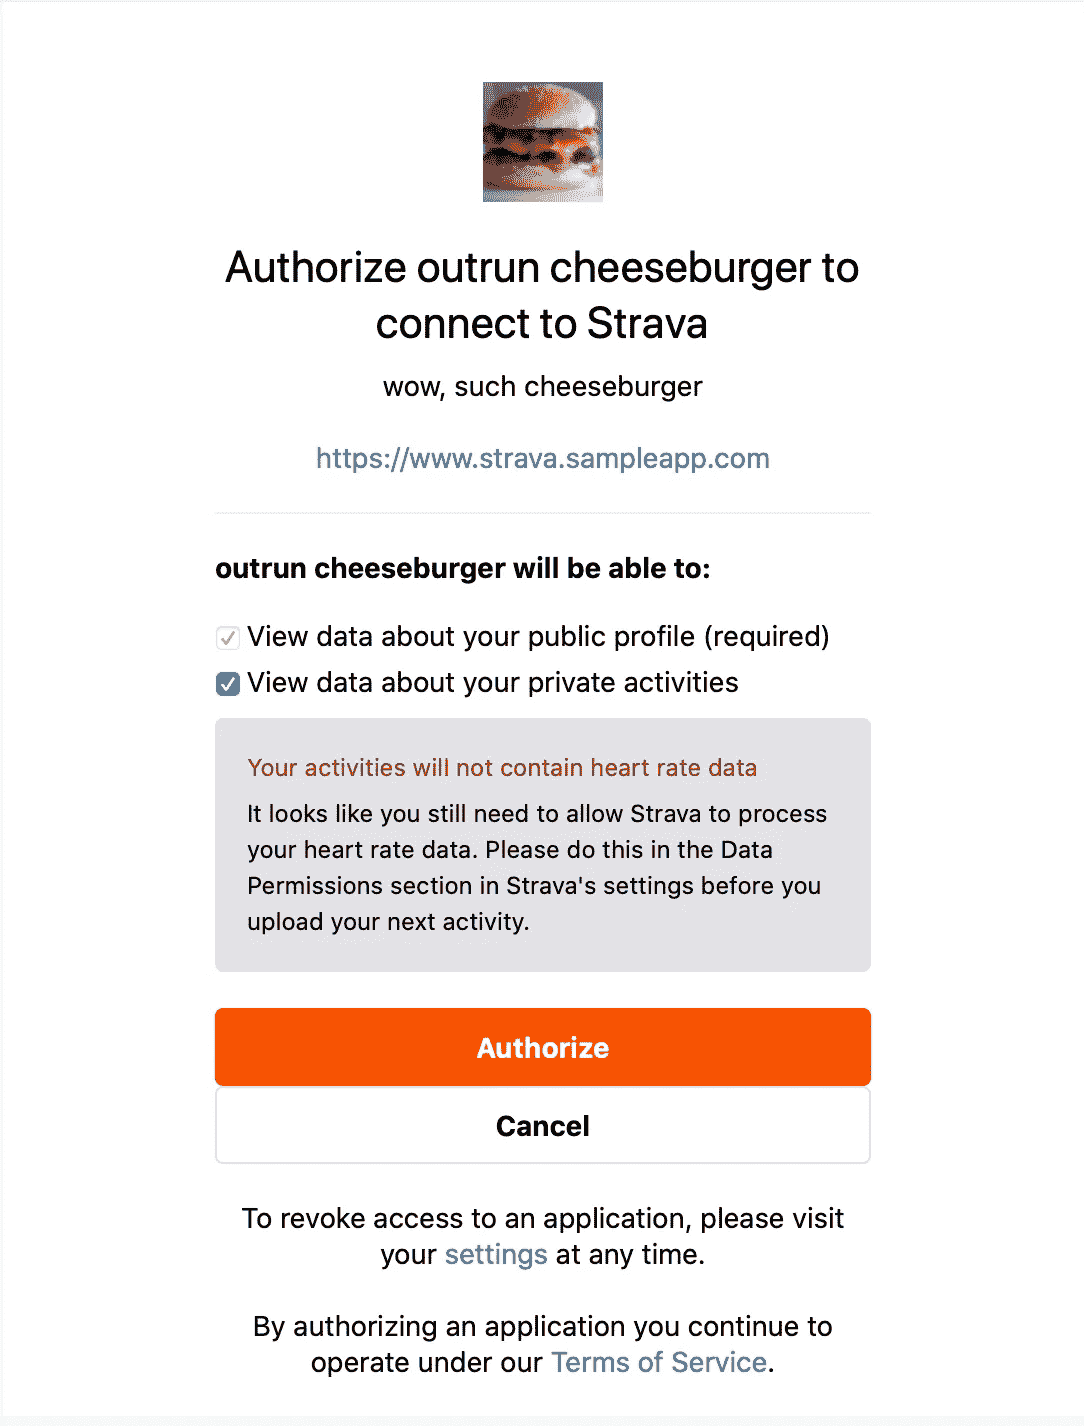 Authorize outrun cheeseburger to
connect to Strava
wow, such cheeseburger
https://www.strava.sampleapp.com
outrun cheeseburger will be able to:
View data about your public profile (required)
View data about your private activities
Your activities will not contain heart rate data
It looks like you still need to allow Strava to process
your heart rate data. Please do this in the Data
Permissions section in Strava's settings before you
upload your next activity.
Authorize
Cancel
To revoke access to an application, please visit
your settings at any time.
By authorizing an application you continue to
operate under our Terms of Service.